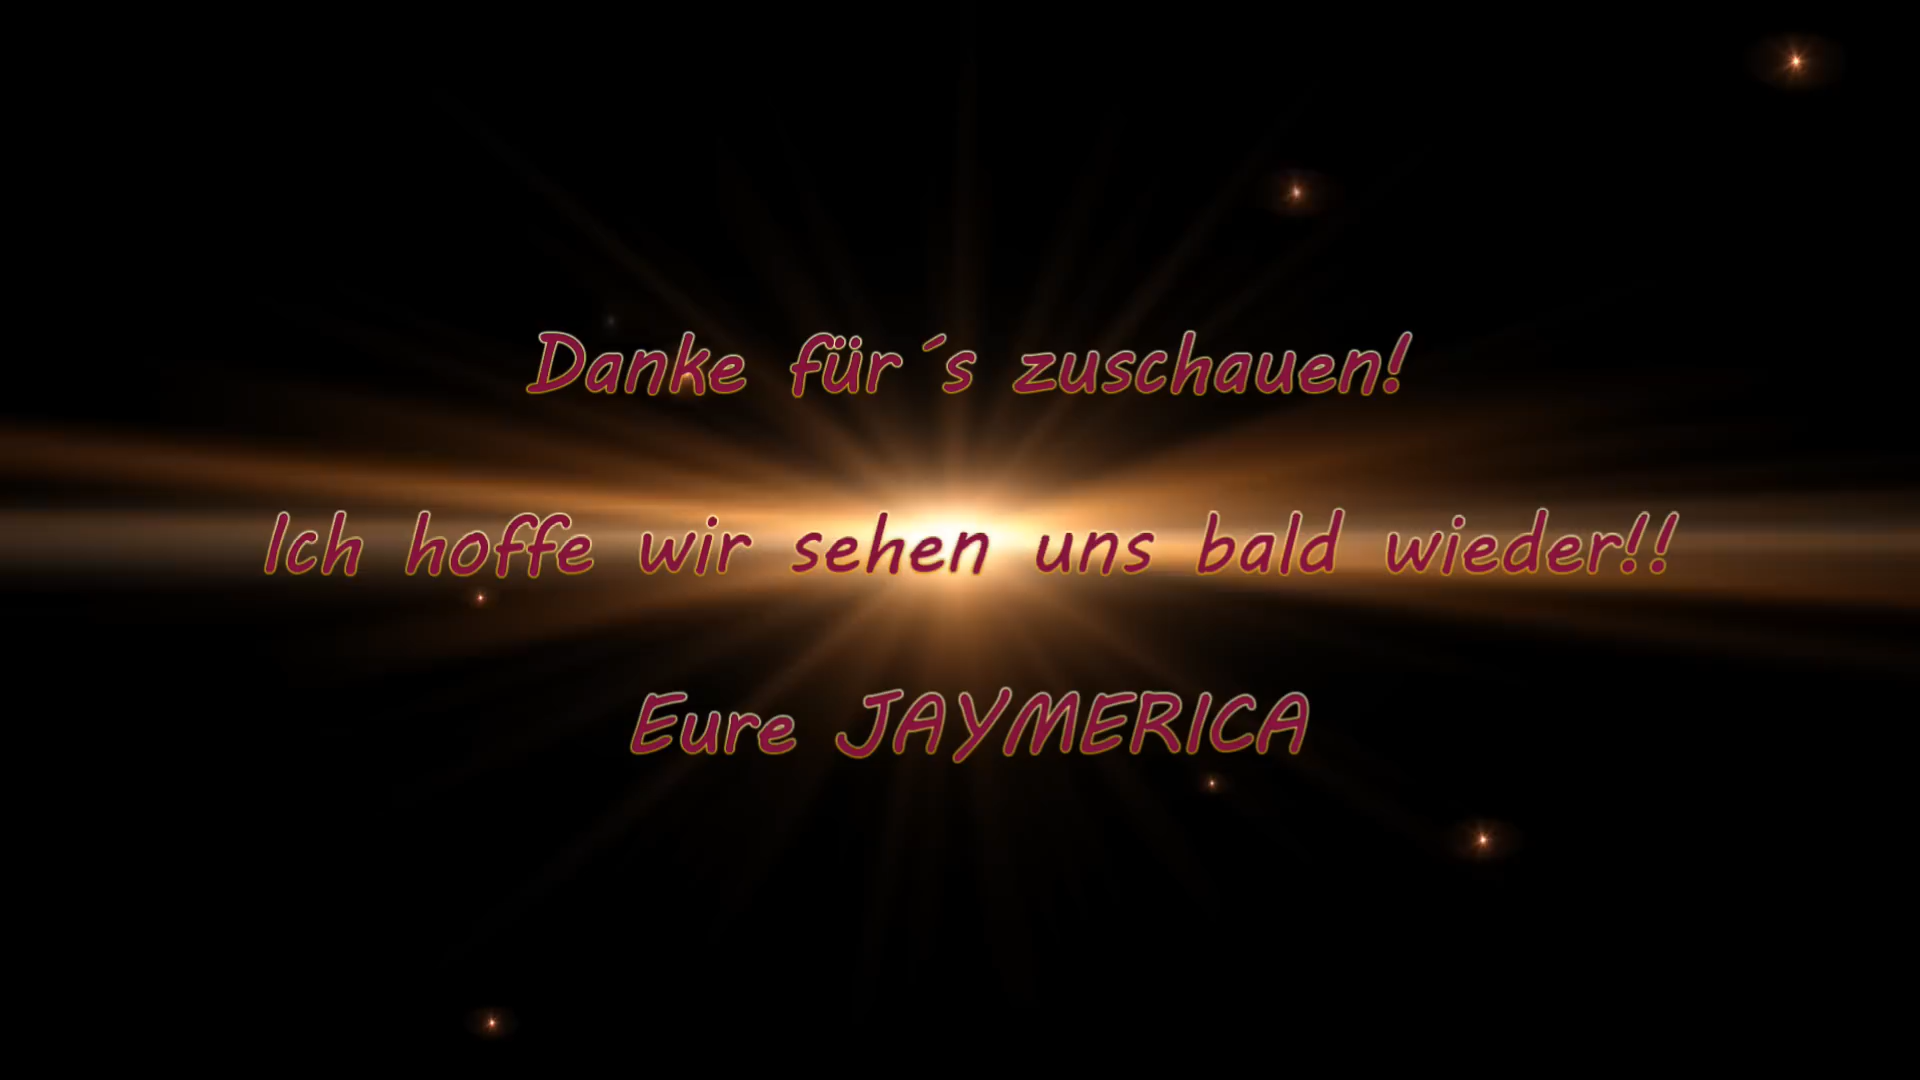 Danke für´s zuschauen!
Ich hoffe wir sehen uns bald wieder!!
Eure JAYMERICA